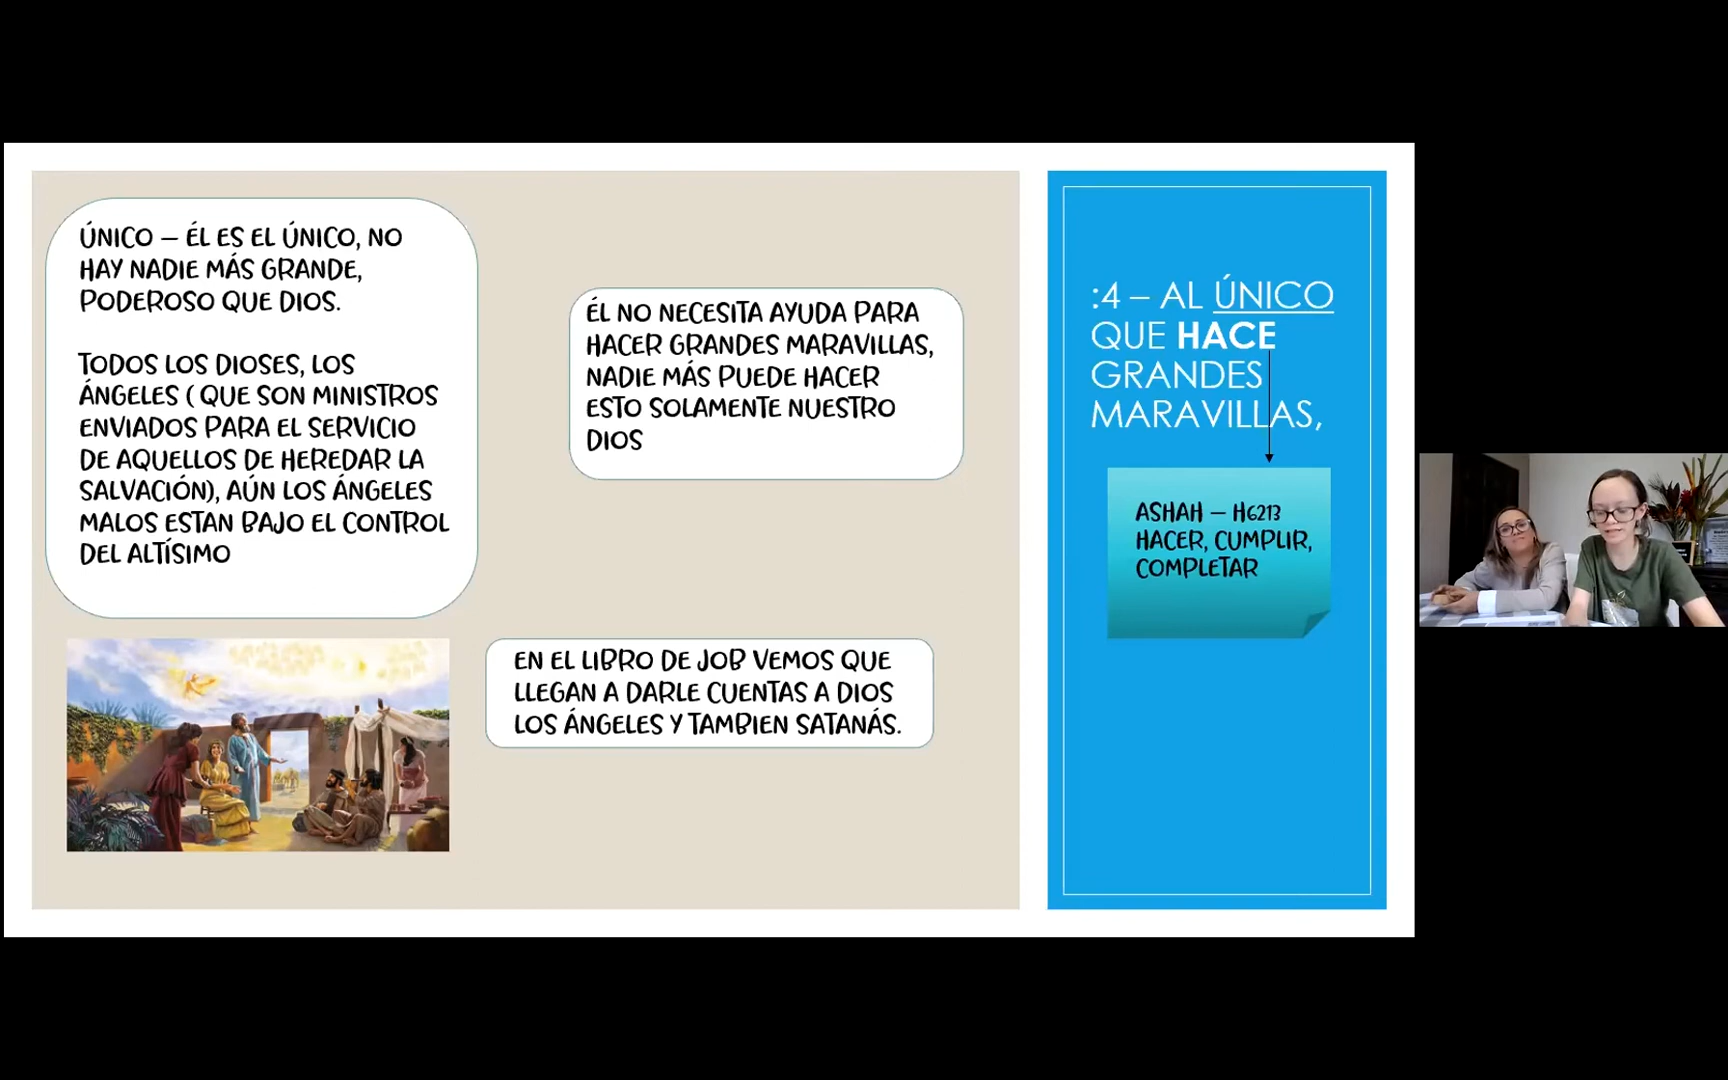 ÚNICO – ÉL ES EL ÚNICO, NO
HAY NADIE MÁS GRANDE,
PODEROSO QUE DIOS.
TODOS LOS DIOSES, LOS
ÁNGELES ( QUE SON MINISTROS
ENVIADOS PARA EL SERVICIO
DE AQUELLOS DE HEREDAR LA
SALVACIÓN), AÚN LOS ÁNGELES
MALOS ESTAN BAJO EL CONTROL
DEL ALTÍSIMO
ÉL NO NECESITA AYUDA PARA
HACER GRANDES MARAVILLAS,
NADIE MÁS PUEDE HACER
ESTO SOLAMENTE NUESTRO
DIOS
EN EL LIBRO DE JOB VEMOS QUE
LLEGAN A DARLE CUENTAS A DIOS
LOS ÁNGELES Y TAMBIEN SATANÁS.
:4 – AL ÚNICO
QUE HACE
GRANDES
MARAVILLAS,
ASHAH – H6213
HACER, CUMPLIR,
COMPLETAR